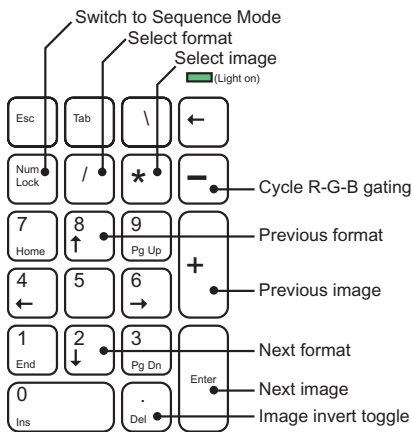 Switch to Sequence Mode
Select format
Select image
(Light on)
Esc
Tab
\
←
Num
Lock
/
*
−
Cycle R-G-B gating
7
Home
8
↑
9
Pg Up
+
Previous format
4
←
5
6
→
Previous image
1
End
2
↓
3
Pg Dn
Enter
Next format
Next image
0
Ins
.
Del
Image invert toggle